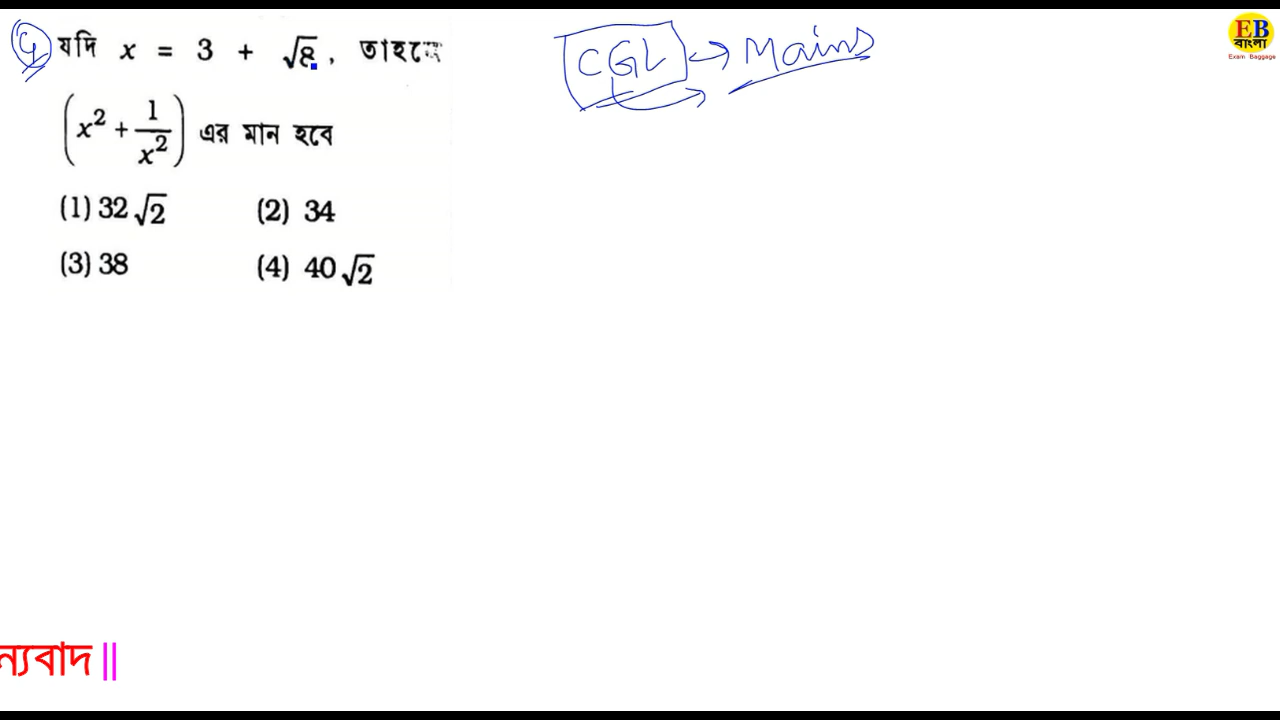 Q যদি x = 3 + √8, তাহলে
(x² + 1/x²) এর মান হবে
(1) 32√2 (2) 34
(3) 38 (4) 40√2
CGL → Mains
EB
বাংলা
Exam Baggage
ন্যবাদ ||